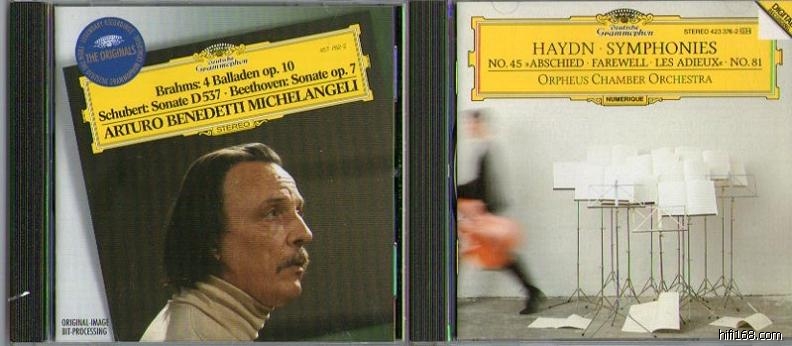 THE ORIGINALS
LEGENDARY RECORDINGS
Deutsche
Grammophon
457 762-2
Brahms: 4 Balladen op. 10
Schubert: Sonate D 537 · Beethoven: Sonate op. 7
ARTURO BENEDETTI MICHELANGELI
STEREO
ORIGINAL-IMAGE
BIT-PROCESSING
Deutsche
Grammophon
STEREO 423 376-2
DIGITAL
HAYDN · SYMPHONIES
NO. 45 »ABSCHIED · FAREWELL · LES ADIEUX« · NO. 81
ORPHEUS CHAMBER ORCHESTRA
NUMERIQUE
hifi168.com